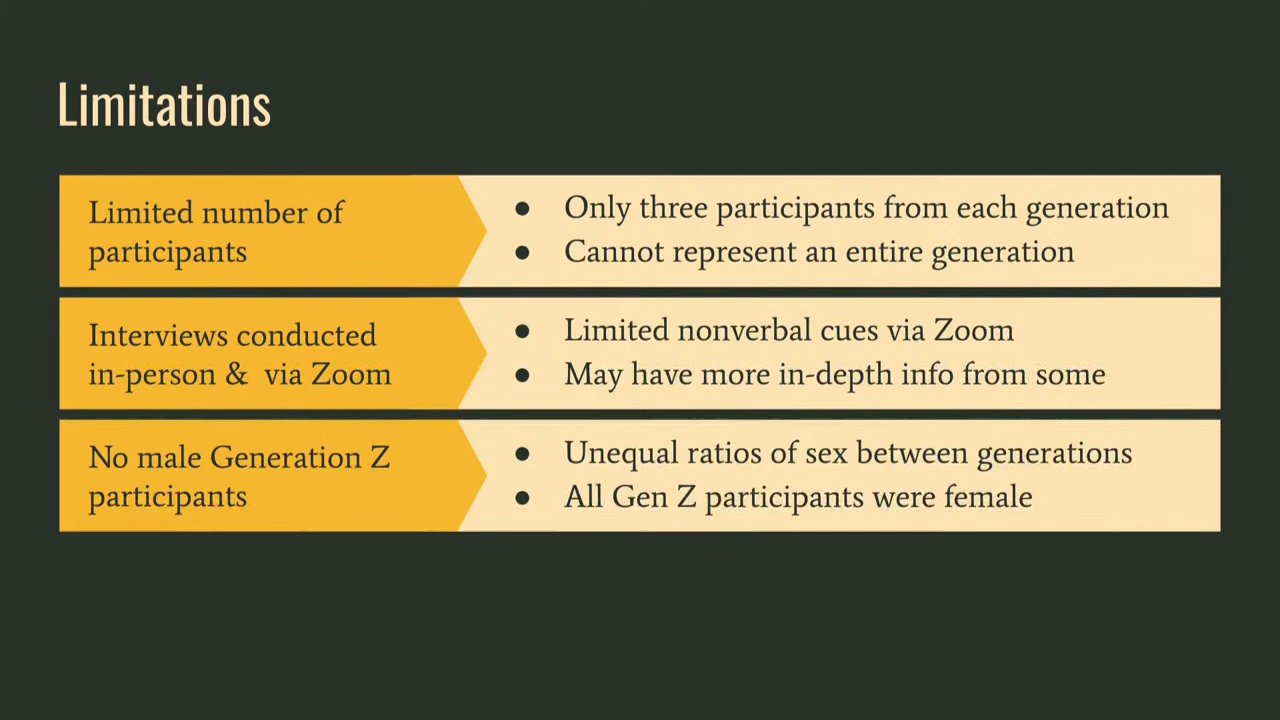 Limitations
Limited number of
participants
● Only three participants from each generation
● Cannot represent an entire generation
Interviews conducted
in-person & via Zoom
● Limited nonverbal cues via Zoom
● May have more in-depth info from some
No male Generation Z
participants
● Unequal ratios of sex between generations
● All Gen Z participants were female